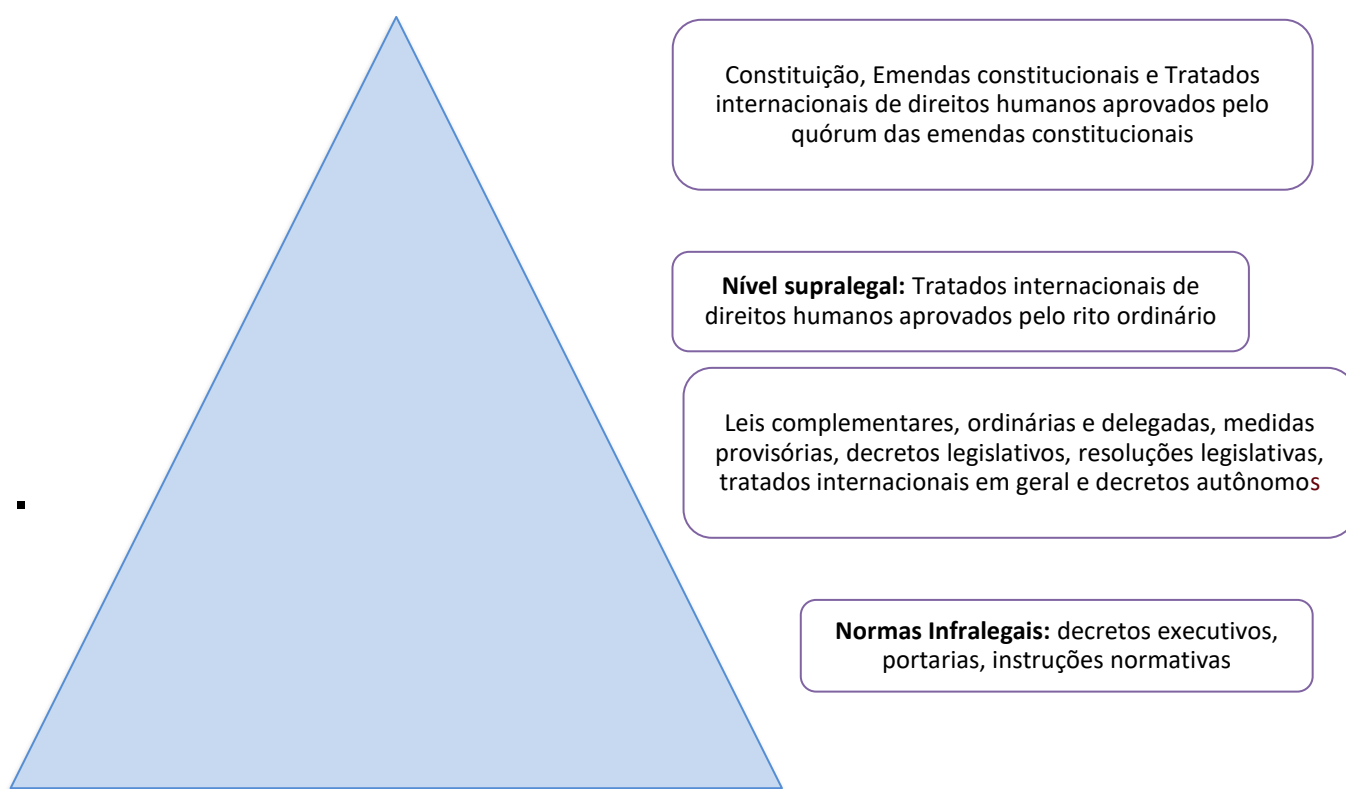 Constituição, Emendas constitucionais e Tratados
internacionais de direitos humanos aprovados pelo
quórum das emendas constitucionais
Nível supralegal: Tratados internacionais de
direitos humanos aprovados pelo rito ordinário
Leis complementares, ordinárias e delegadas, medidas
provisórias, decretos legislativos, resoluções legislativas,
tratados internacionais em geral e decretos autônomos
Normas Infralegais: decretos executivos,
portarias, instruções normativas